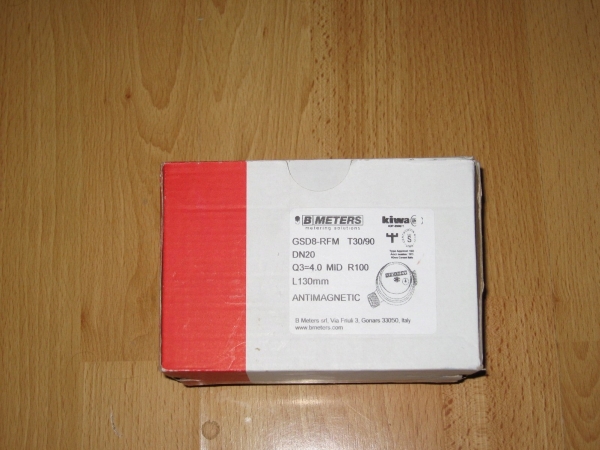 B METERS
metering solutions
kiwa
GSD8-RFM T30/90
DN20
Q3=4.0 MID R100
L130mm
ANTIMAGNETIC
B Meters srl, Via Friuli 3, Gonars 33050, Italy
www.bmeters.com